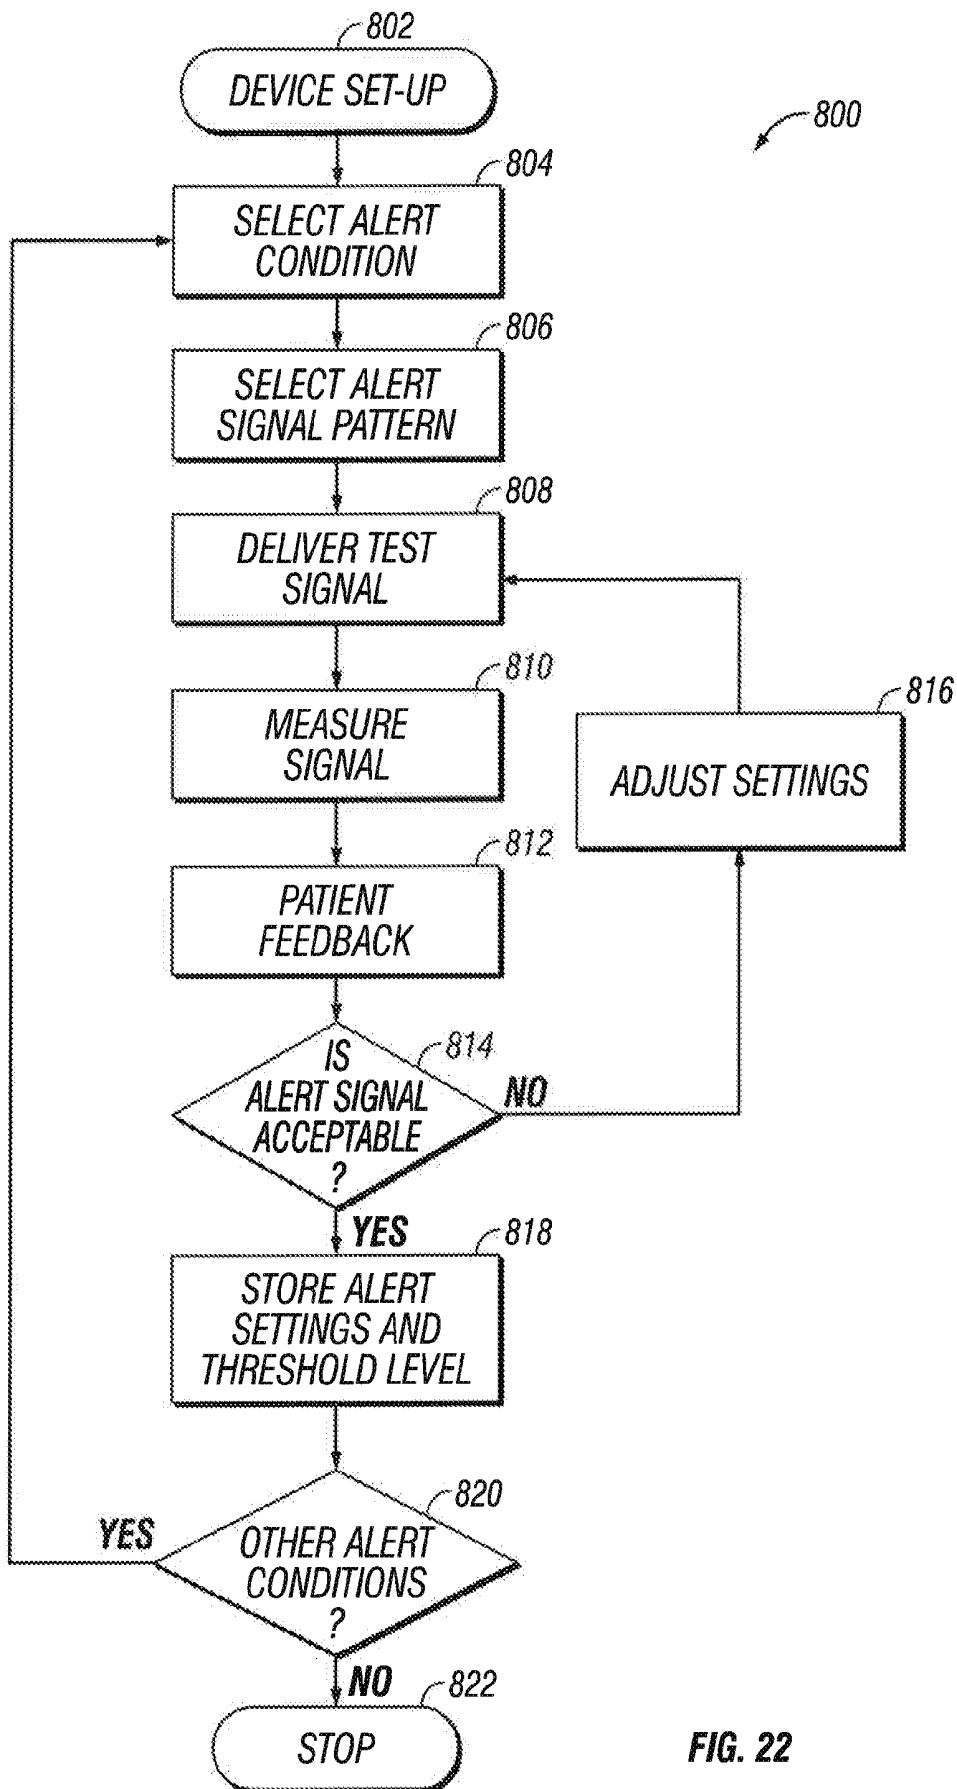 802
DEVICE SET-UP
800
804
SELECT ALERT
CONDITION
806
SELECT ALERT
SIGNAL PATTERN
808
DELIVER TEST
SIGNAL
810
MEASURE
SIGNAL
816
ADJUST SETTINGS
812
PATIENT
FEEDBACK
814
IS
ALERT SIGNAL
ACCEPTABLE
?
NO
YES
818
STORE ALERT
SETTINGS AND
THRESHOLD LEVEL
820
YES
OTHER ALERT
CONDITIONS
?
NO
822
STOP
FIG. 22